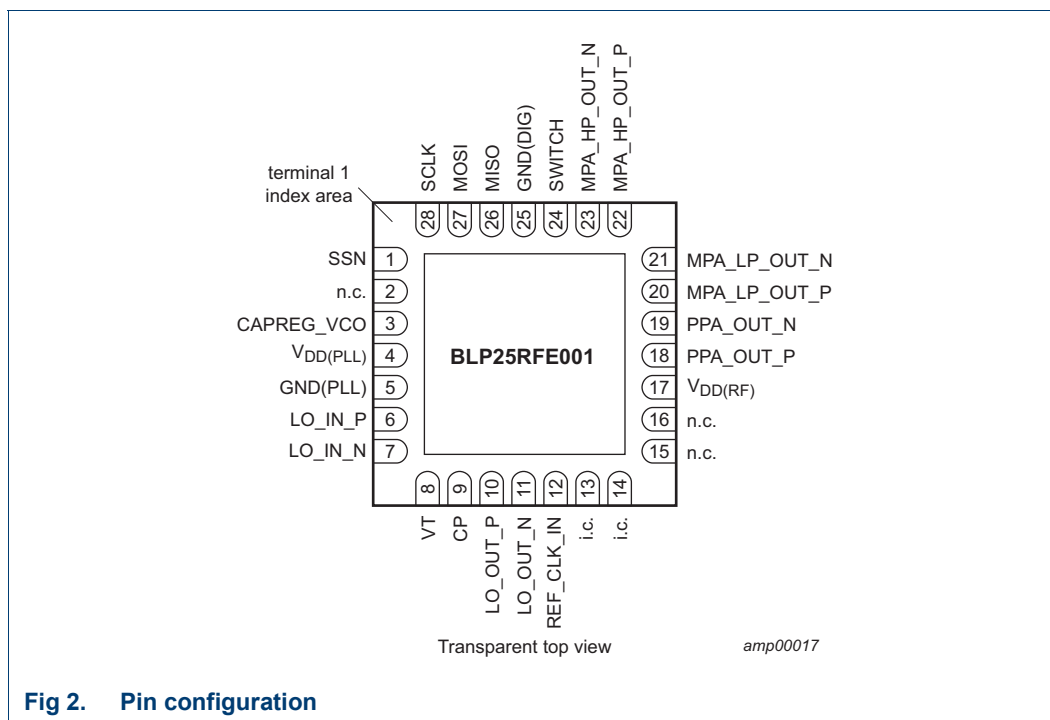 SCLK
MOSI
MISO
GND(DIG)
SWITCH
MPA_HP_OUT_N
MPA_HP_OUT_P
terminal 1
index area
28
27
26
25
24
23
22
SSN 1
n.c. 2
CAPREG_VCO 3
VDD(PLL) 4
GND(PLL) 5
LO_IN_P 6
LO_IN_N 7
BLP25RFE001
21 MPA_LP_OUT_N
20 MPA_LP_OUT_P
19 PPA_OUT_N
18 PPA_OUT_P
17 VDD(RF)
16 n.c.
15 n.c.
8
9
10
11
12
13
14
VT
CP
LO_OUT_P
LO_OUT_N
REF_CLK_IN
i.c.
i.c.
Transparent top view
amp00017
Fig 2. Pin configuration